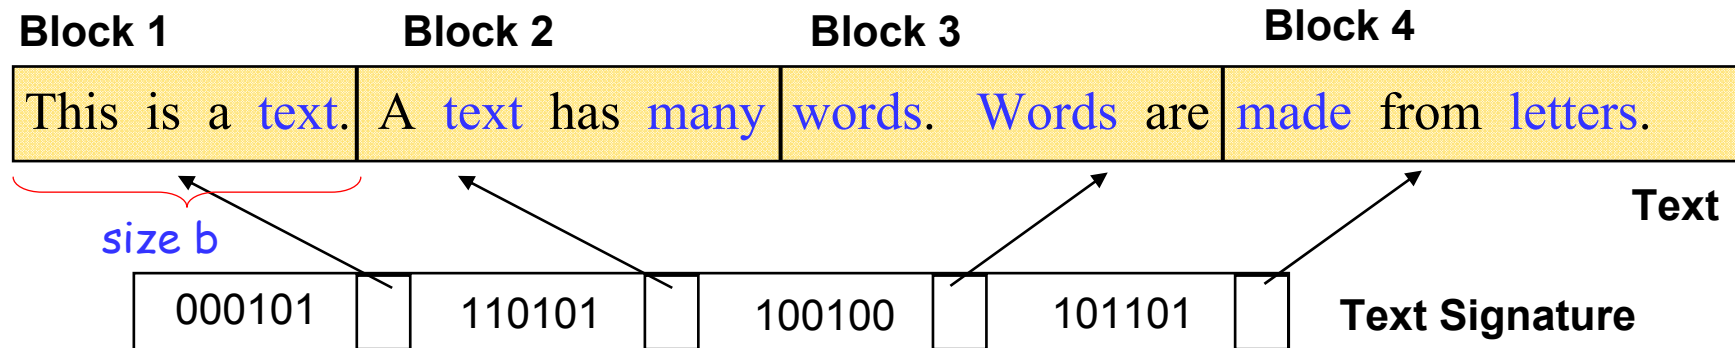 Block 1 Block 2 Block 3 Block 4
This is a text. A text has many words. Words are made from letters.
Text
size b
000101 110101 100100 101101 Text Signature